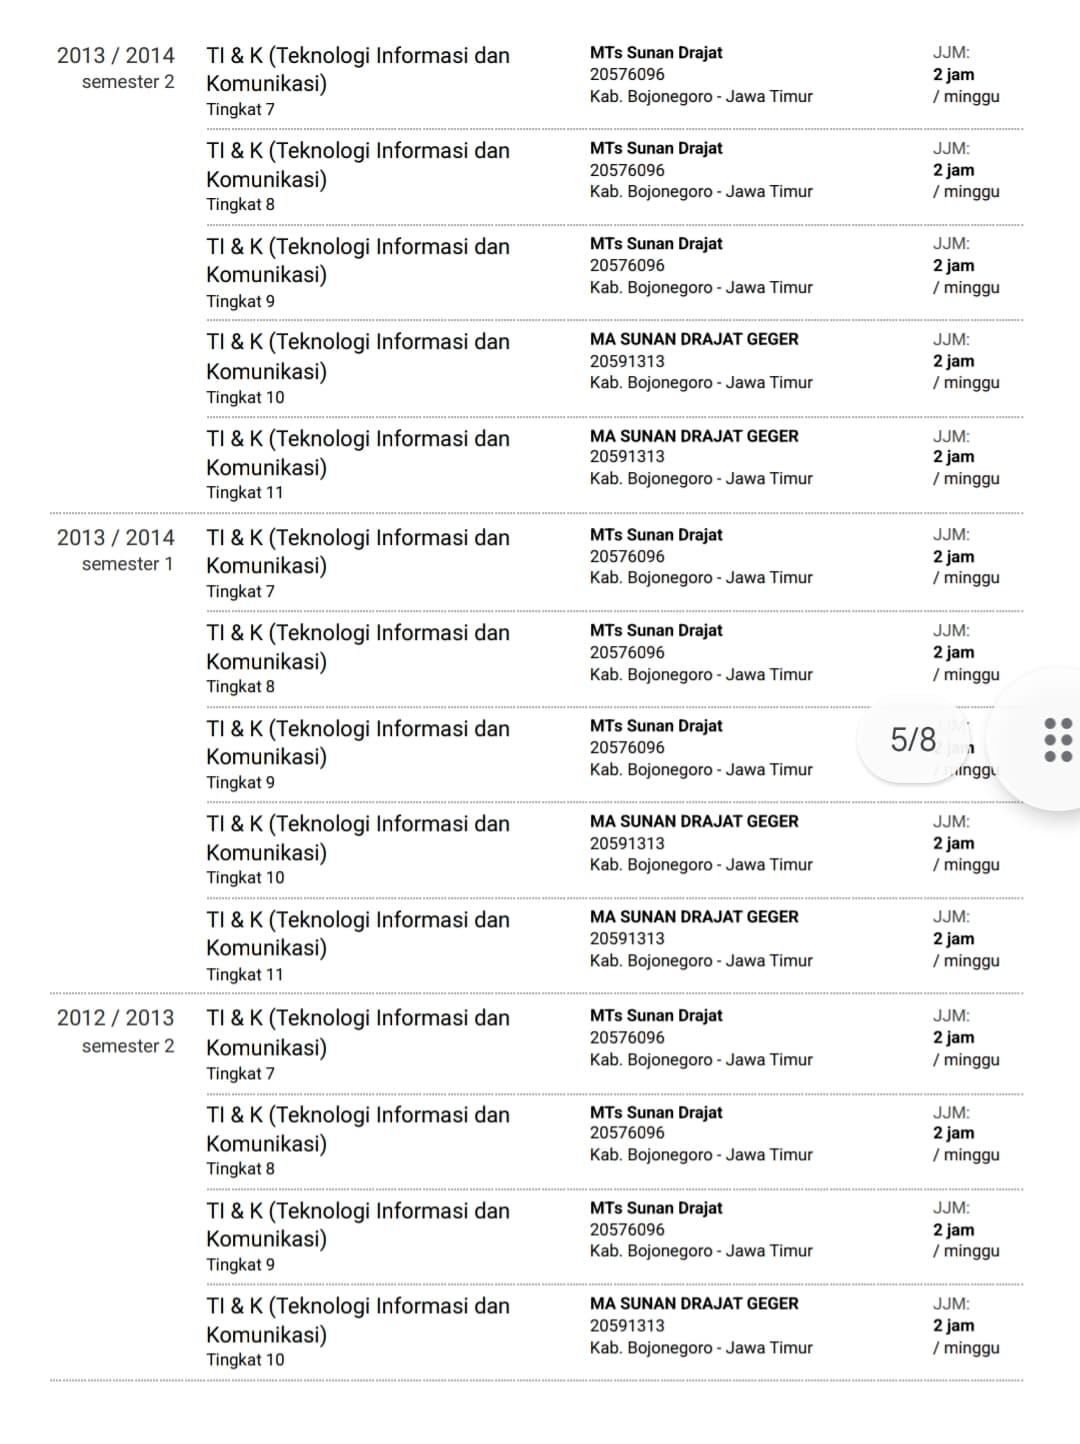 2013 / 2014
semester 2
TI & K (Teknologi Informasi dan
Komunikasi)
Tingkat 7
MTs Sunan Drajat
20576096
Kab. Bojonegoro - Jawa Timur
JJM:
2 jam
/ minggu
TI & K (Teknologi Informasi dan
Komunikasi)
Tingkat 8
MTs Sunan Drajat
20576096
Kab. Bojonegoro - Jawa Timur
JJM:
2 jam
/ minggu
TI & K (Teknologi Informasi dan
Komunikasi)
Tingkat 9
MTs Sunan Drajat
20576096
Kab. Bojonegoro - Jawa Timur
JJM:
2 jam
/ minggu
TI & K (Teknologi Informasi dan
Komunikasi)
Tingkat 10
MA SUNAN DRAJAT GEGER
20591313
Kab. Bojonegoro - Jawa Timur
JJM:
2 jam
/ minggu
TI & K (Teknologi Informasi dan
Komunikasi)
Tingkat 11
MA SUNAN DRAJAT GEGER
20591313
Kab. Bojonegoro - Jawa Timur
JJM:
2 jam
/ minggu
2013 / 2014
semester 1
TI & K (Teknologi Informasi dan
Komunikasi)
Tingkat 7
MTs Sunan Drajat
20576096
Kab. Bojonegoro - Jawa Timur
JJM:
2 jam
/ minggu
TI & K (Teknologi Informasi dan
Komunikasi)
Tingkat 8
MTs Sunan Drajat
20576096
Kab. Bojonegoro - Jawa Timur
JJM:
2 jam
/ minggu
TI & K (Teknologi Informasi dan
Komunikasi)
Tingkat 9
MTs Sunan Drajat
20576096
Kab. Bojonegoro - Jawa Timur
5/8
JJM:
2 jam
/ minggu
TI & K (Teknologi Informasi dan
Komunikasi)
Tingkat 10
MA SUNAN DRAJAT GEGER
20591313
Kab. Bojonegoro - Jawa Timur
JJM:
2 jam
/ minggu
TI & K (Teknologi Informasi dan
Komunikasi)
Tingkat 11
MA SUNAN DRAJAT GEGER
20591313
Kab. Bojonegoro - Jawa Timur
JJM:
2 jam
/ minggu
2012 / 2013
semester 2
TI & K (Teknologi Informasi dan
Komunikasi)
Tingkat 7
MTs Sunan Drajat
20576096
Kab. Bojonegoro - Jawa Timur
JJM:
2 jam
/ minggu
TI & K (Teknologi Informasi dan
Komunikasi)
Tingkat 8
MTs Sunan Drajat
20576096
Kab. Bojonegoro - Jawa Timur
JJM:
2 jam
/ minggu
TI & K (Teknologi Informasi dan
Komunikasi)
Tingkat 9
MTs Sunan Drajat
20576096
Kab. Bojonegoro - Jawa Timur
JJM:
2 jam
/ minggu
TI & K (Teknologi Informasi dan
Komunikasi)
Tingkat 10
MA SUNAN DRAJAT GEGER
20591313
Kab. Bojonegoro - Jawa Timur
JJM:
2 jam
/ minggu